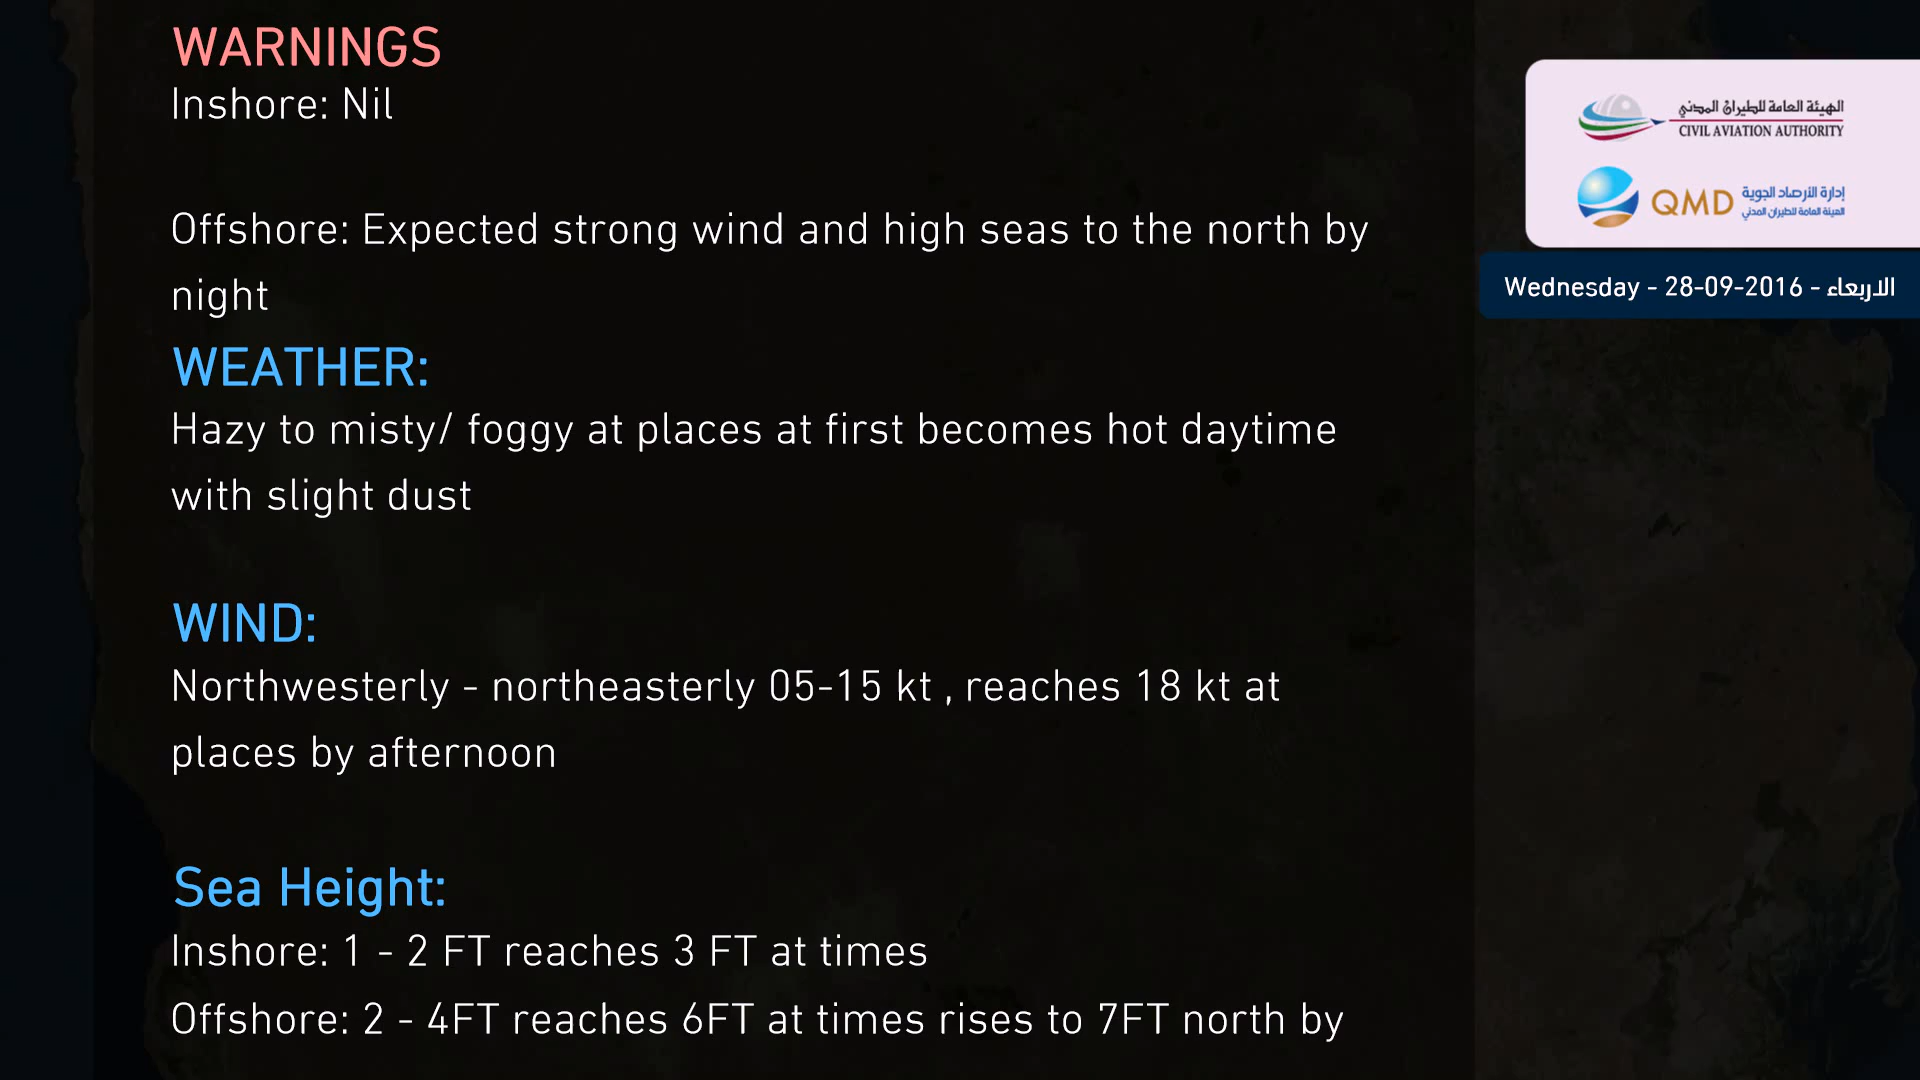 WARNINGS
Inshore: Nil
Offshore: Expected strong wind and high seas to the north by
night
WEATHER:
Hazy to misty/ foggy at places at first becomes hot daytime
with slight dust
WIND:
Northwesterly - northeasterly 05-15 kt , reaches 18 kt at
places by afternoon
Sea Height:
Inshore: 1 - 2 FT reaches 3 FT at times
Offshore: 2 - 4FT reaches 6FT at times rises to 7FT north by
الهيئة العامة للطيران المدني
CIVIL AVIATION AUTHORITY
QMD
إدارة الأرصاد الجوية
الهيئة العامة للطيران المدني
Wednesday - 28-09-2016 - الاربعاء